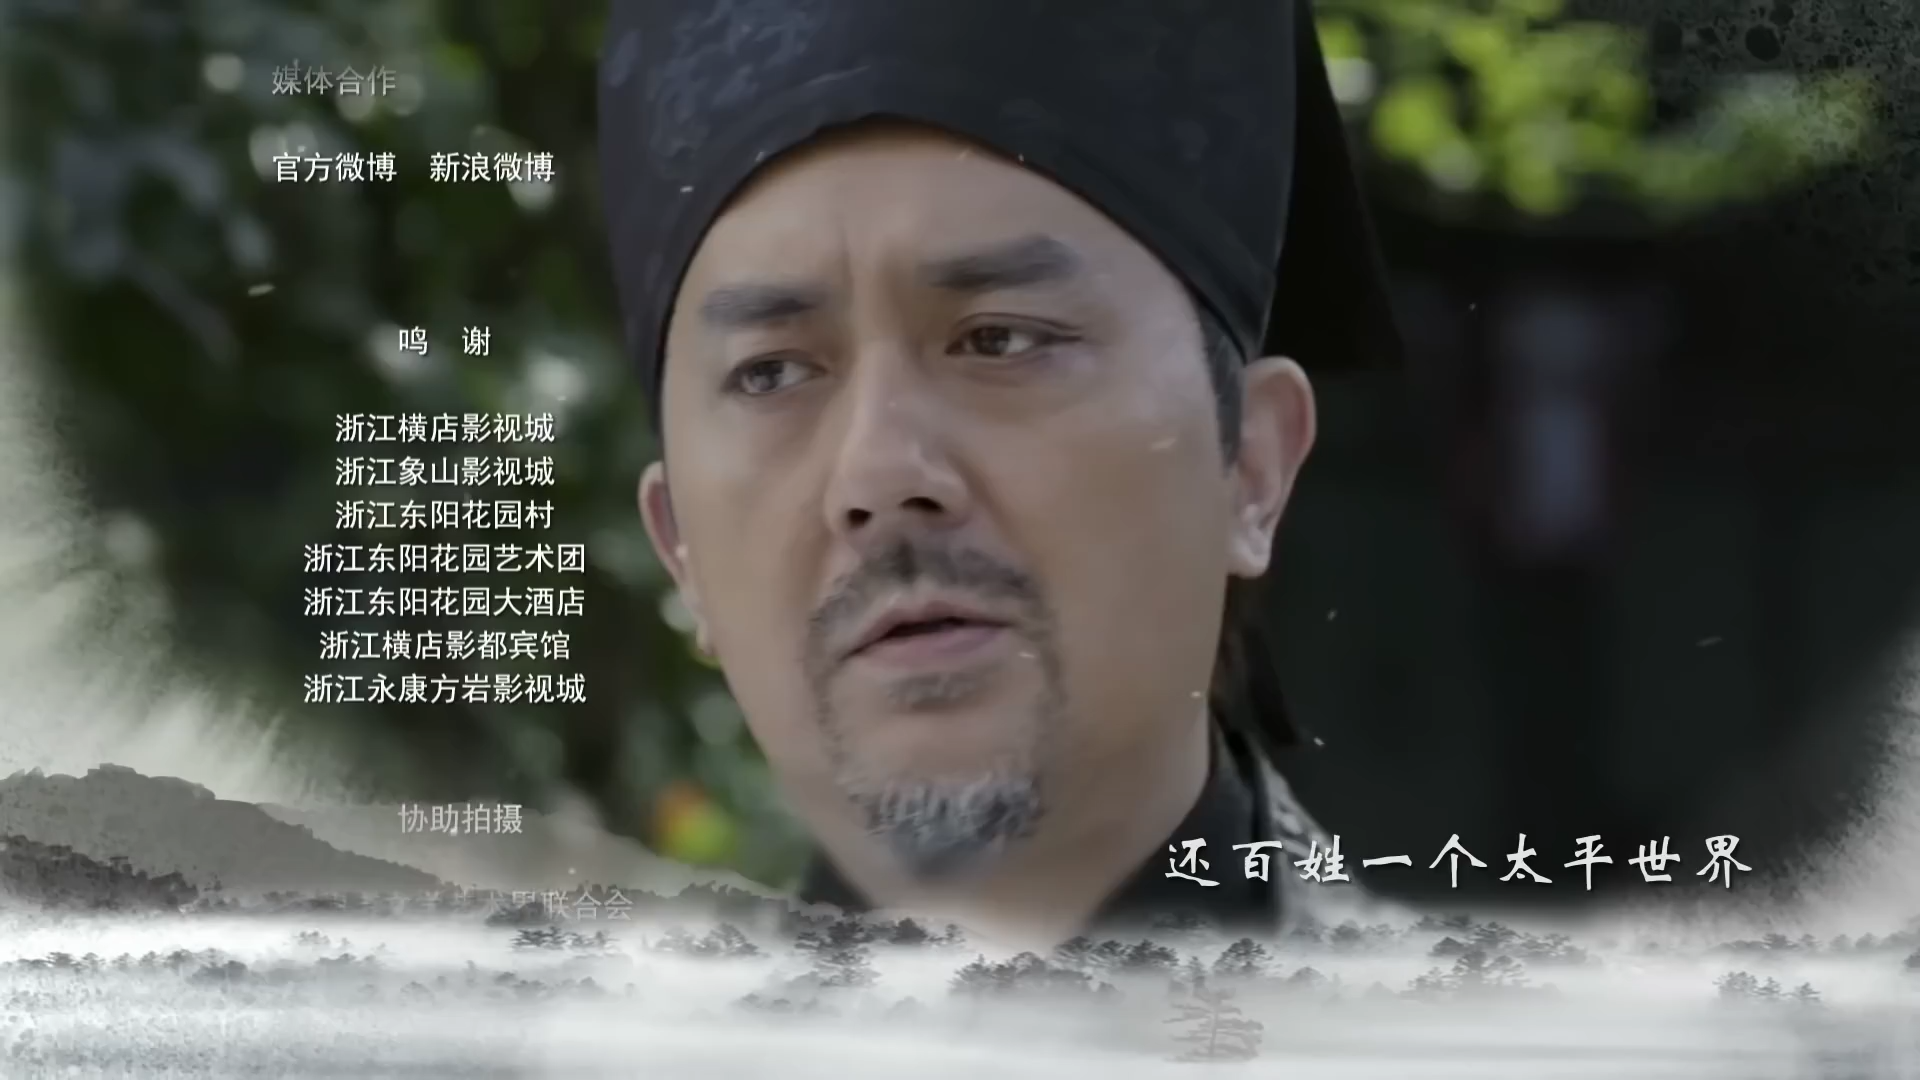 媒体合作
官方微博　新浪微博
鸣　谢
浙江横店影视城
浙江象山影视城
浙江东阳花园村
浙江东阳花园艺术团
浙江东阳花园大酒店
浙江横店影都宾馆
浙江永康方岩影视城
协助拍摄
联合会
还百姓一个太平世界